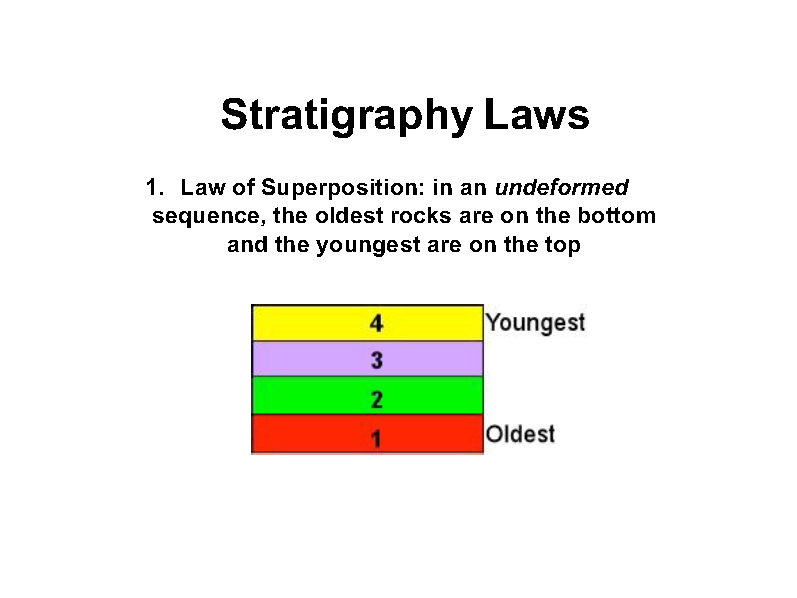 Stratigraphy Laws
1. Law of Superposition: in an undeformed
sequence, the oldest rocks are on the bottom
and the youngest are on the top
4 Youngest
3
2
1 Oldest